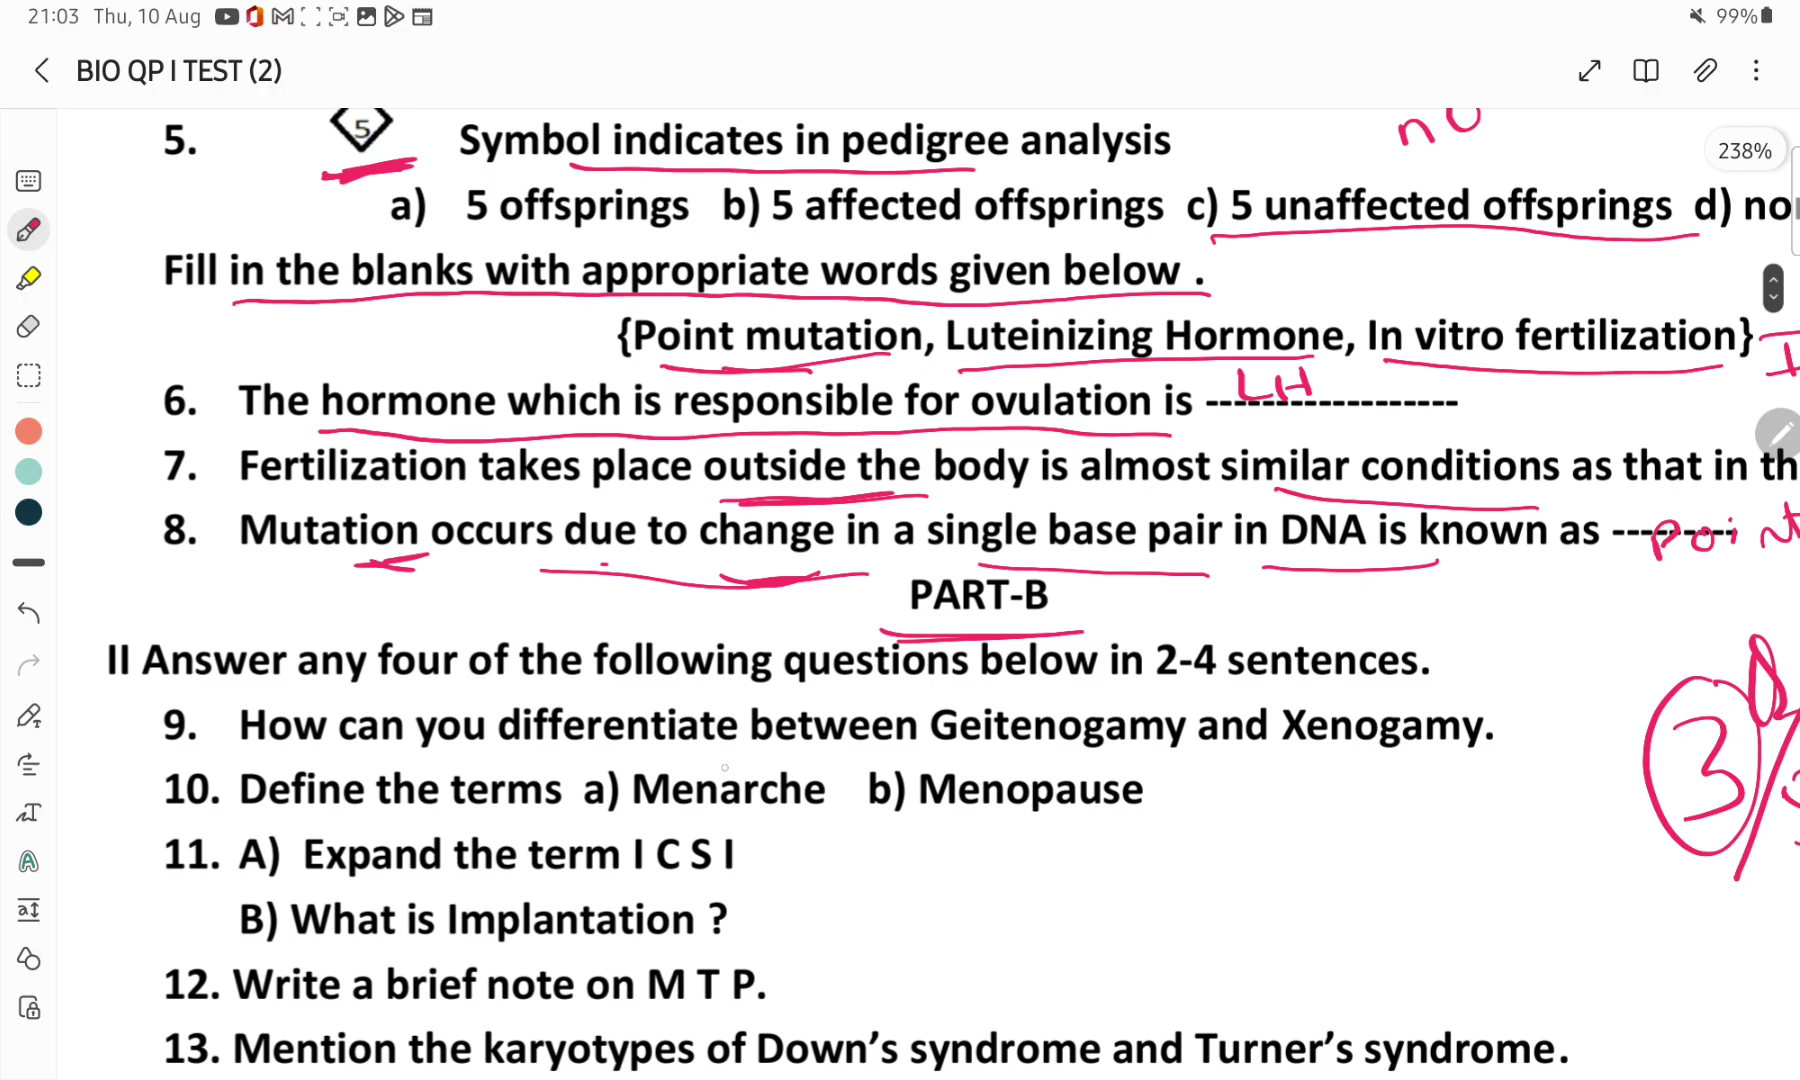 21:03 Thu, 10 Aug
99%
BIO QP I TEST (2)
238%
5. 5 Symbol indicates in pedigree analysis
a) 5 offsprings b) 5 affected offsprings c) 5 unaffected offsprings d)
Fill in the blanks with appropriate words given below .
{Point mutation, Luteinizing Hormone, In vitro fertilization}
LH
6. The hormone which is responsible for ovulation is ------------------
7. Fertilization takes place outside the body is almost similar conditions as that in
8. Mutation occurs due to change in a single base pair in DNA is known as ---------
Point
PART-B
II Answer any four of the following questions below in 2-4 sentences.
9. How can you differentiate between Geitenogamy and Xenogamy.
3
10. Define the terms a) Menarche b) Menopause
11. A) Expand the term I C S I
B) What is Implantation ?
12. Write a brief note on M T P.
13. Mention the karyotypes of Down’s syndrome and Turner’s syndrome.